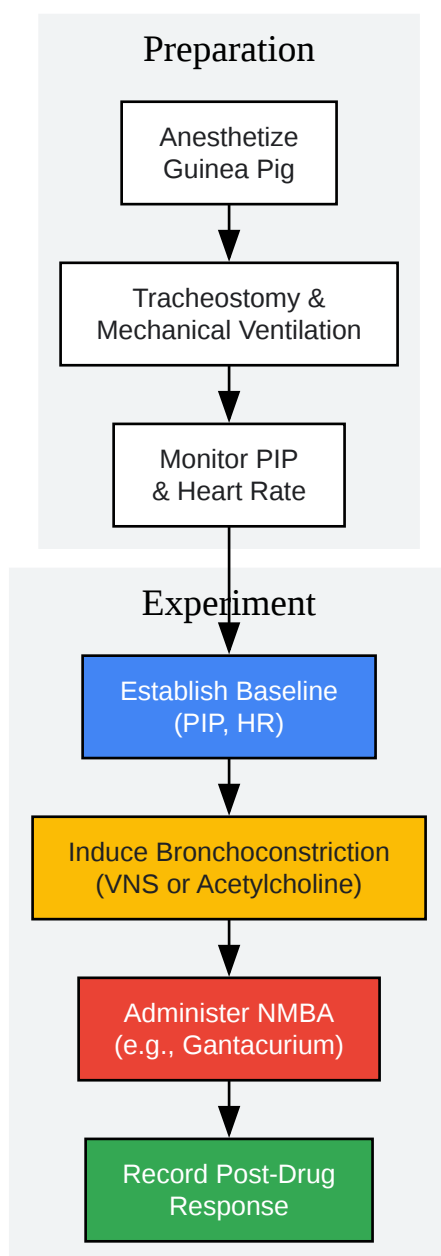 Preparation
Anesthetize
Guinea Pig
Tracheostomy &
Mechanical Ventilation
Monitor PIP
& Heart Rate
Experiment
Establish Baseline
(PIP, HR)
Induce Bronchoconstriction
(VNS or Acetylcholine)
Administer NMBA
(e.g., Gantacurium)
Record Post-Drug
Response